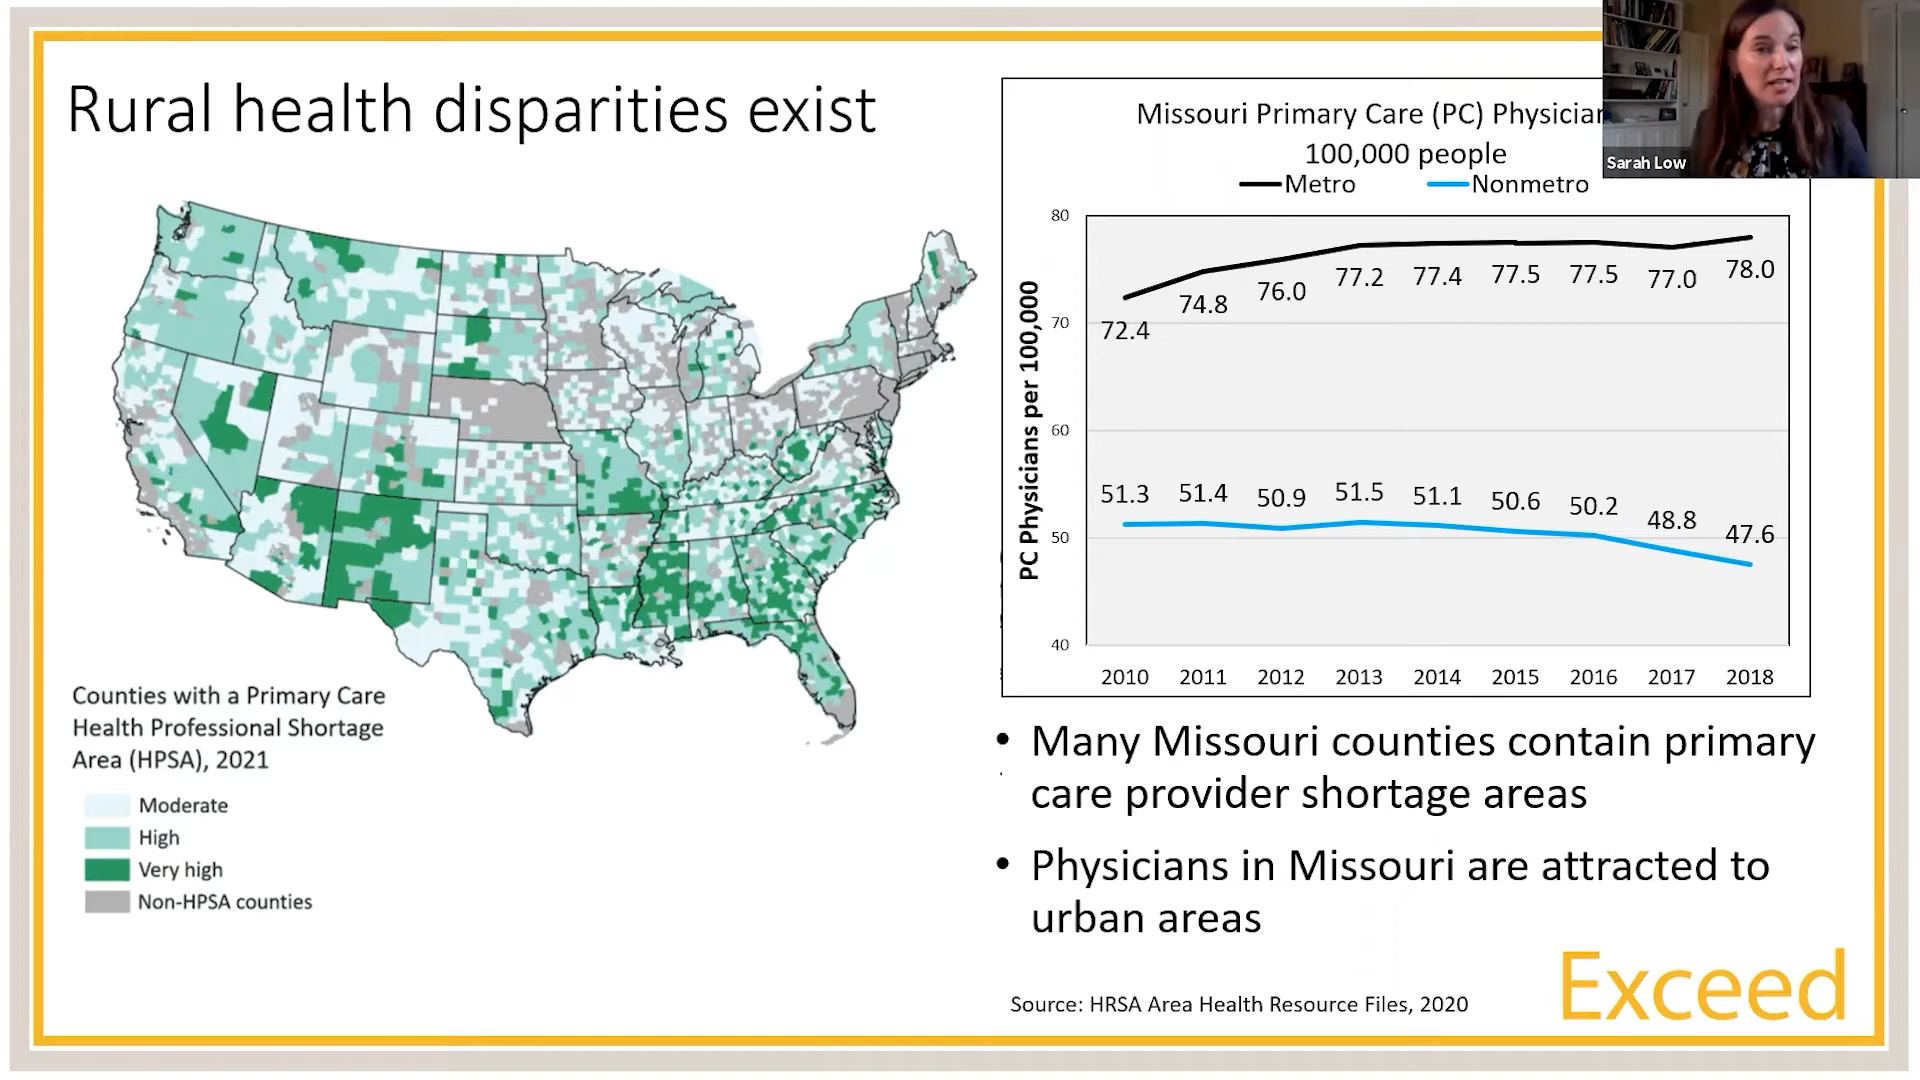 Rural health disparities exist
Counties with a Primary Care
Health Professional Shortage
Area (HPSA), 2021
Moderate
High
Very high
Non-HPSA counties
Missouri Primary Care (PC)
100,000 people
Metro
Nonmetro
Sarah Low
PC Physicians per 100,000
80
70
60
50
40
72.4
74.8
76.0
77.2
77.4
77.5
77.5
77.0
78.0
51.3
51.4
50.9
51.5
51.1
50.6
50.2
48.8
47.6
2010
2011
2012
2013
2014
2015
2016
2017
2018
• Many Missouri counties contain primary
care provider shortage areas
• Physicians in Missouri are attracted to
urban areas
Source: HRSA Area Health Resource Files, 2020
Exceed